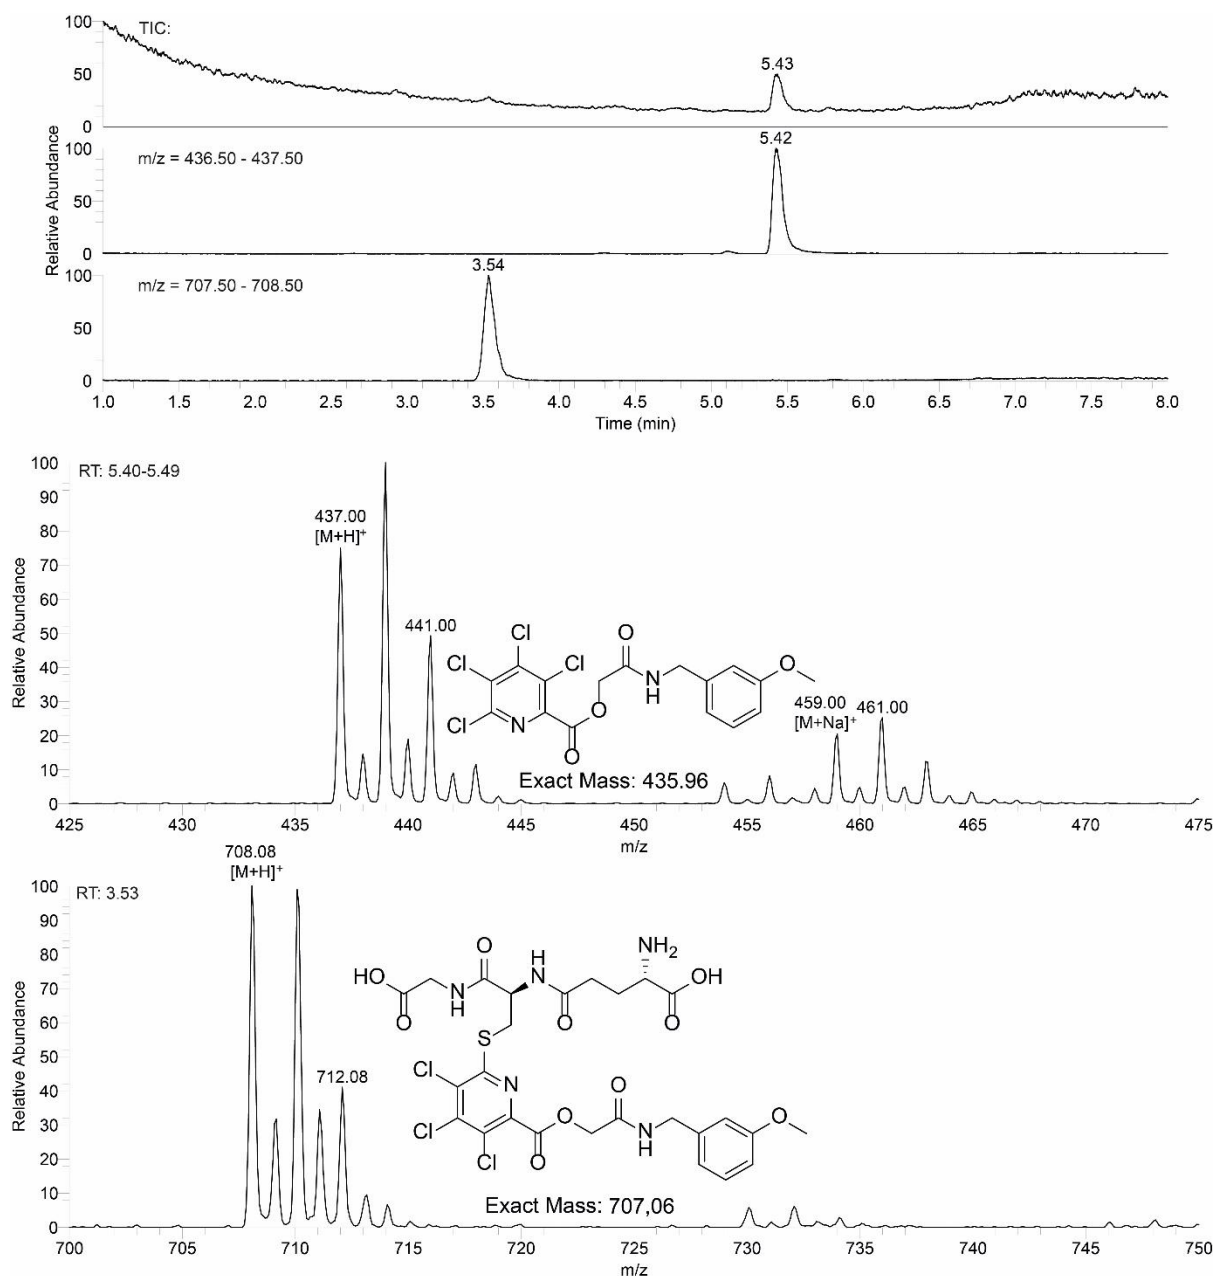 TIC:
5.43
100
50
0
m/z = 436.50 - 437.50
5.42
100
50
0
m/z = 707.50 - 708.50
3.54
100
50
0
Relative Abundance
1.0 1.5 2.0 2.5 3.0 3.5 4.0 4.5 5.0 5.5 6.0 6.5 7.0 7.5 8.0
Time (min)
RT: 5.40-5.49
100
90
80
70
60
50
40
30
20
10
0
Relative Abundance
437.00
[M+H]+
441.00
Cl
Cl
Cl
Cl
N
O
O
O
N
H
O
Exact Mass: 435.96
459.00
[M+Na]+
461.00
425 430 435 440 445 450 455 460 465 470 475
m/z
708.08
[M+H]+
RT: 3.53
100
90
80
70
60
50
40
30
20
10
0
Relative Abundance
712.08
O
H
N
NH2
HO
N
H
OH
O
O
O
S
Cl
N
O
O
O
Cl
N
H
Cl
O
Exact Mass: 707,06
700 705 710 715 720 725 730 735 740 745 750
m/z